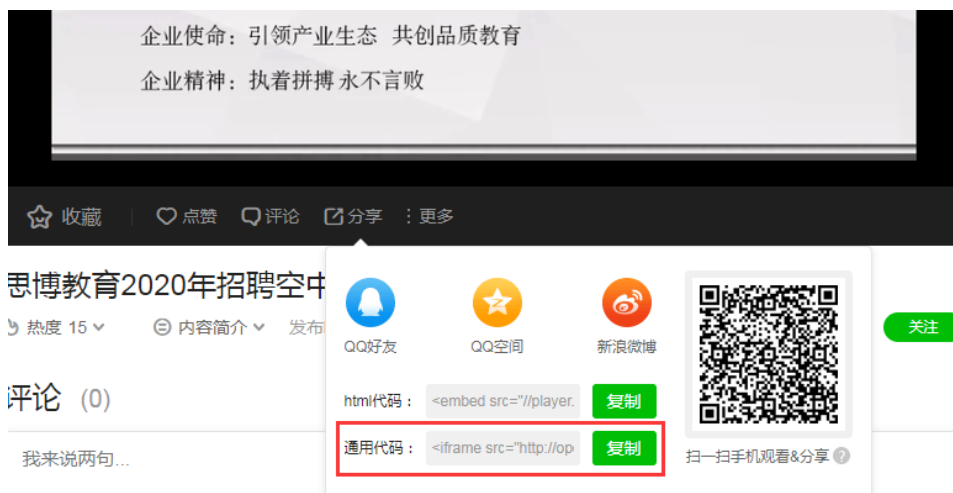 企业使命：引领产业生态 共创品质教育
企业精神：执着拼搏 永不言败
收藏 点赞 评论 分享 更多
思博教育2020年招聘空中
热度 15 内容简介 发布
QQ好友 QQ空间 新浪微博
关注
评论 (0)
html代码： <embed src="//player. 复制
通用代码： <iframe src="http://op 复制
我来说两句...
扫一扫手机观看&分享 ?